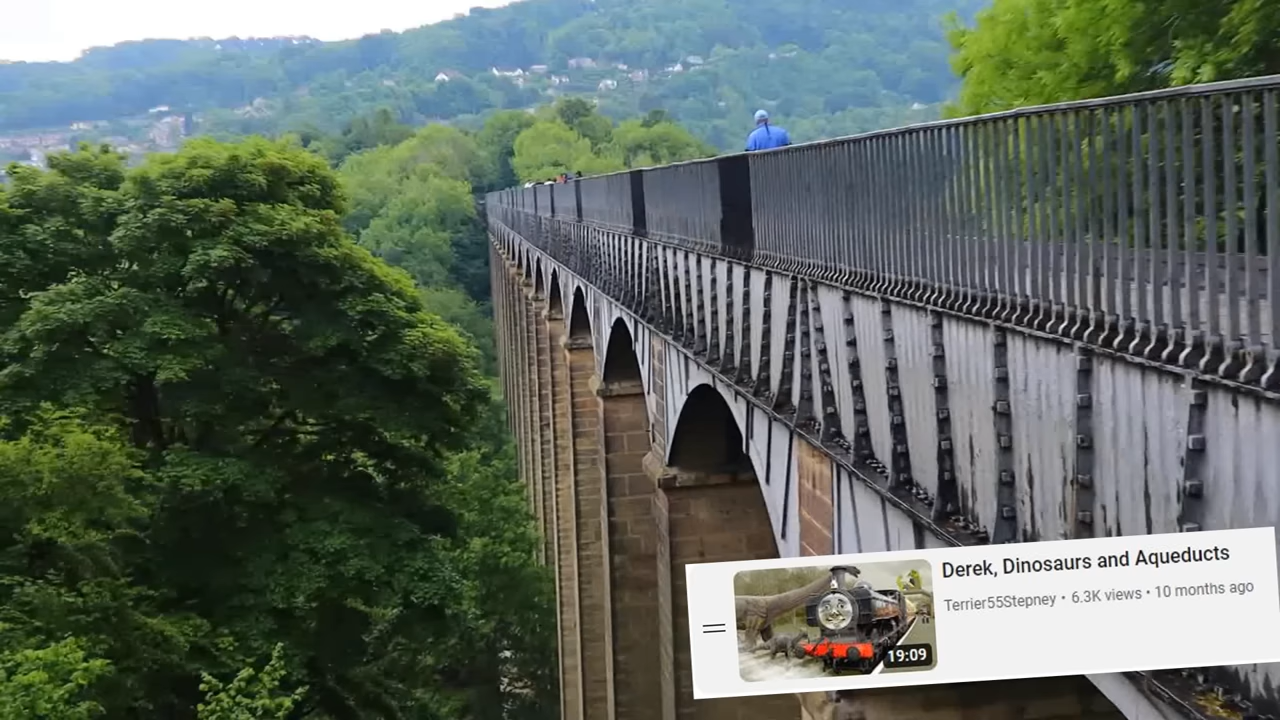 Derek, Dinosaurs and Aqueducts
Terrier55Stepney • 6.3K views • 10 months ago
19:09